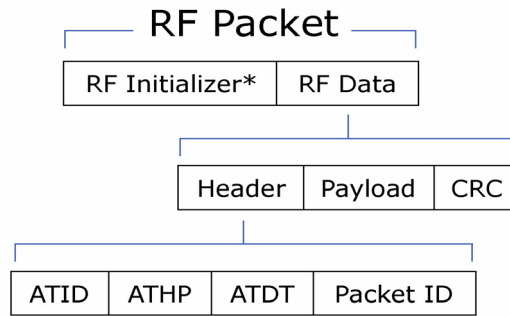 RF Packet
RF Initializer* RF Data
Header Payload CRC
ATID ATHP ATDT Packet ID